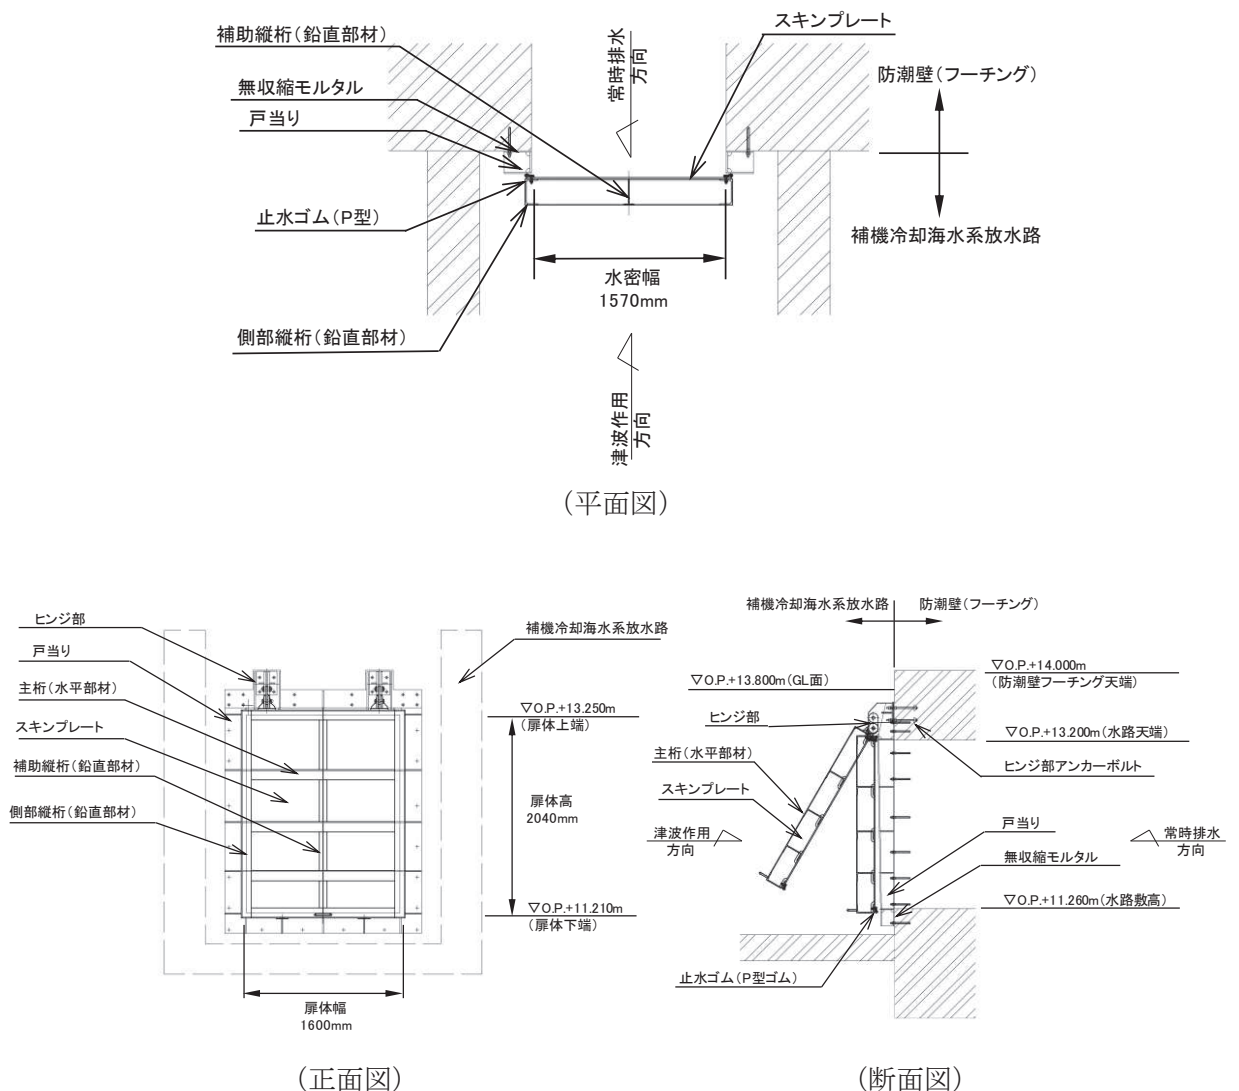 スキンプレート
補助縦桁(鉛直部材)
常時排水
方向
防潮壁(フーチング)
無収縮モルタル
戸当り
止水ゴム(P型)
補機冷却海水系放水路
水密幅
1570mm
側部縦桁(鉛直部材)
津波作用
方向
(平面図)
ヒンジ部
戸当り
主桁(水平部材)
スキンプレート
補助縦桁(鉛直部材)
側部縦桁(鉛直部材)
補機冷却海水系放水路
▽O.P.+13.250m
(扉体上端)
扉体高
2040mm
▽O.P.+11.210m
(扉体下端)
扉体幅
1600mm
(正面図)
補機冷却海水系放水路
防潮壁(フーチング)
▽O.P.+14.000m
(防潮壁フーチング天端)
▽O.P.+13.800m(GL面)
ヒンジ部
▽O.P.+13.200m(水路天端)
主桁(水平部材)
ヒンジ部アンカーボルト
スキンプレート
津波作用
方向
戸当り
常時排水
方向
無収縮モルタル
▽O.P.+11.260m(水路敷高)
止水ゴム(P型ゴム)
(断面図)